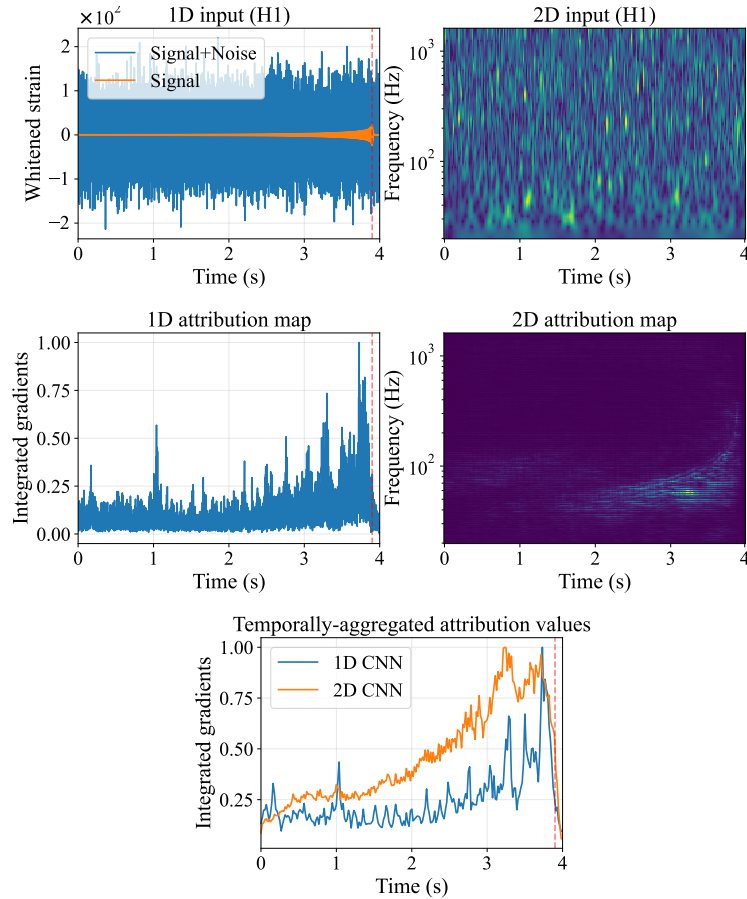 ×10²
1D input (H1)
Whitened strain
2
1
0
−1
−2
Signal+Noise
Signal
0 1 2 3 4
Time (s)
2D input (H1)
Frequency (Hz)
10³
10²
0 1 2 3 4
Time (s)
1D attribution map
Integrated gradients
1.00
0.75
0.50
0.25
0.00
0 1 2 3 4
Time (s)
2D attribution map
Frequency (Hz)
10³
10²
0 1 2 3 4
Time (s)
Temporally-aggregated attribution values
Integrated gradients
1.00
0.75
0.50
0.25
1D CNN
2D CNN
0 1 2 3 4
Time (s)